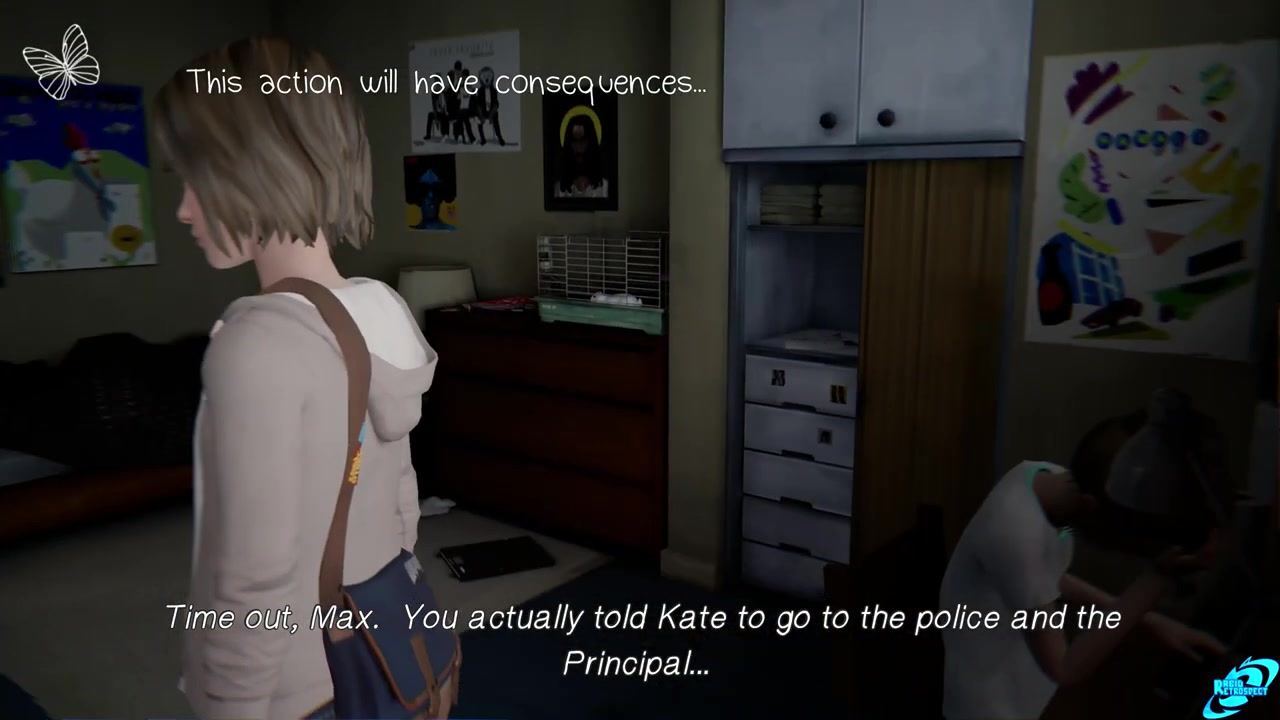 This action will have consequences...
Time out, Max. You actually told Kate to go to the police and the
Principal...
RETROSPECT